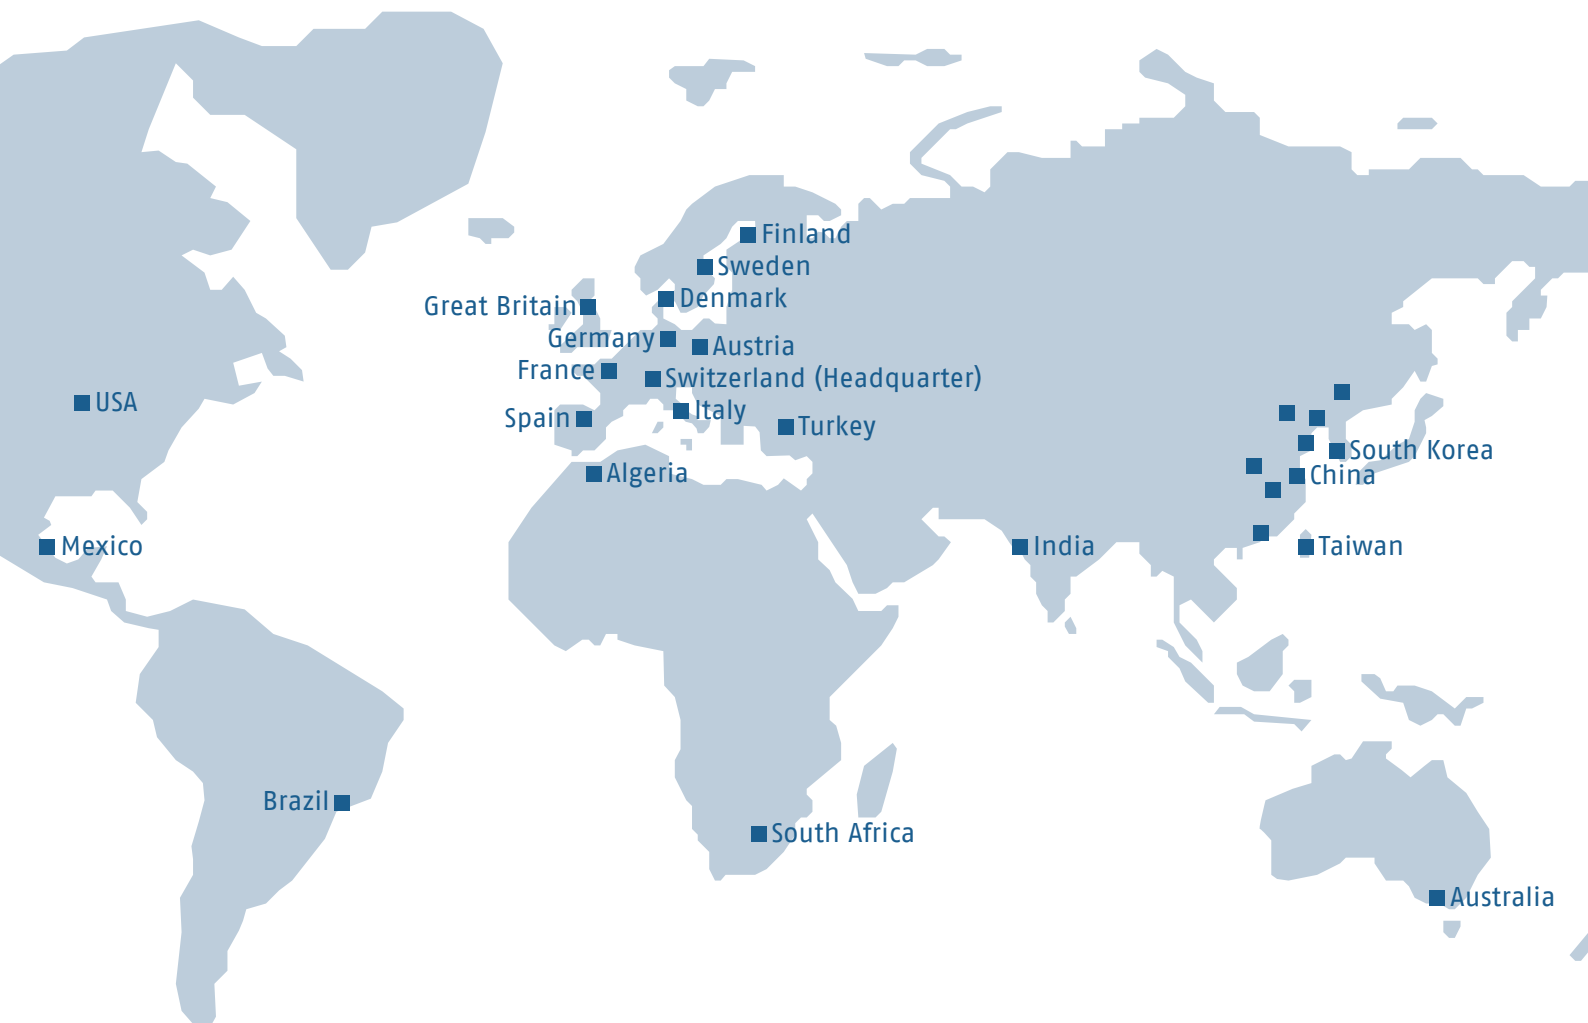 Finland
Sweden
Denmark
Great Britain
Germany
Austria
France
Switzerland (Headquarter)
USA
Italy
Spain
Turkey
South Korea
Algeria
China
Mexico
India
Taiwan
Brazil
South Africa
Australia